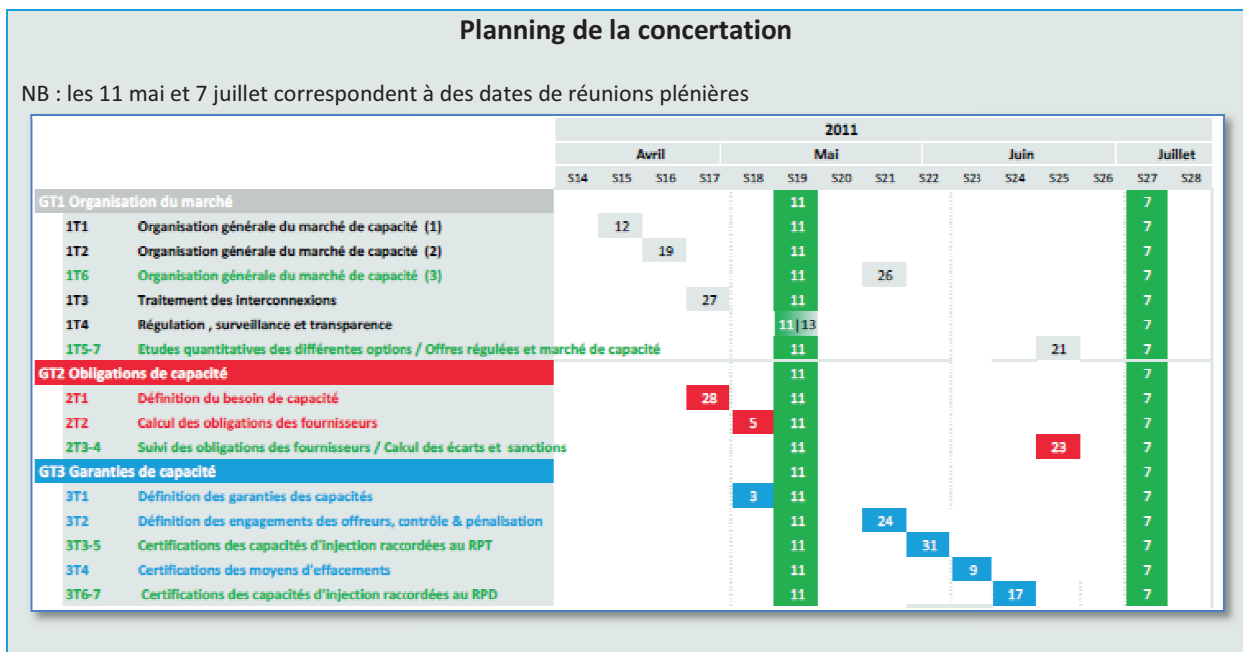 Planning de la concertation
NB : les 11 mai et 7 juillet correspondent à des dates de réunions plénières
2011
Avril Mai Juin Juillet
S14 S15 S16 S17 S18 S19 S20 S21 S22 S23 S24 S25 S26 S27 S28
GT1 Organisation du marché 11 7
1T1 Organisation générale du marché de capacité (1) 12 11 7
1T2 Organisation générale du marché de capacité (2) 19 11 7
1T6 Organisation générale du marché de capacité (3) 11 26 7
1T3 Traitement des interconnexions 27 11 7
1T4 Régulation , surveillance et transparence 11|13 7
1T5-7 Etudes quantitatives des différentes options / Offres régulées et marché de capacité 11 21 7
GT2 Obligations de capacité 11 7
2T1 Définition du besoin de capacité 28 11 7
2T2 Calcul des obligations des fournisseurs 5 11 7
2T3-4 Suivi des obligations des fournisseurs / Calkul des écarts et sanctions 11 23 7
GT3 Garanties de capacité 11 7
3T1 Définition des garanties des capacités 3 11 7
3T2 Définition des engagements des offreurs, contrôle & pénalisation 11 24 7
3T3-5 Certifications des capacités d'injection raccordées au RPT 11 31 7
3T4 Certifications des moyens d'effacements 11 9 7
3T6-7 Certifications des capacités d'injection raccordées au RPD 11 17 7